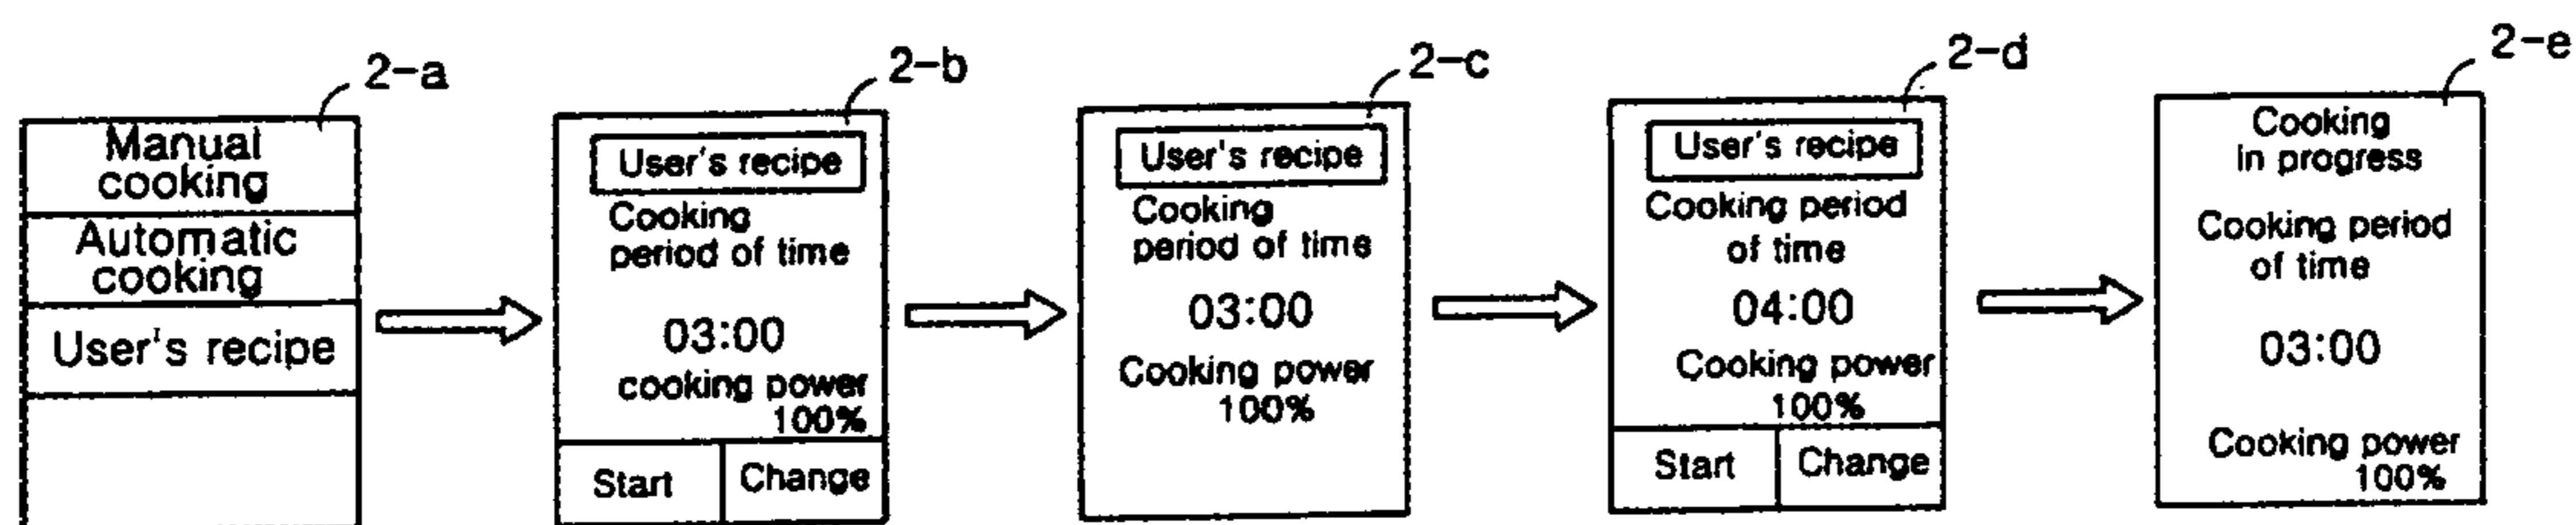 2-a
Manual
cooking
Automatic
cooking
User's recipe
2-b
User's recipe
Cooking
period of time
03:00
cooking power
100%
Start
Change
2-c
User's recipe
Cooking
period of time
03:00
Cooking power
100%
2-d
User's recipe
Cooking period
of time
04:00
Cooking power
100%
Start
Change
2-e
Cooking
in progress
Cooking period
of time
03:00
Cooking power
100%